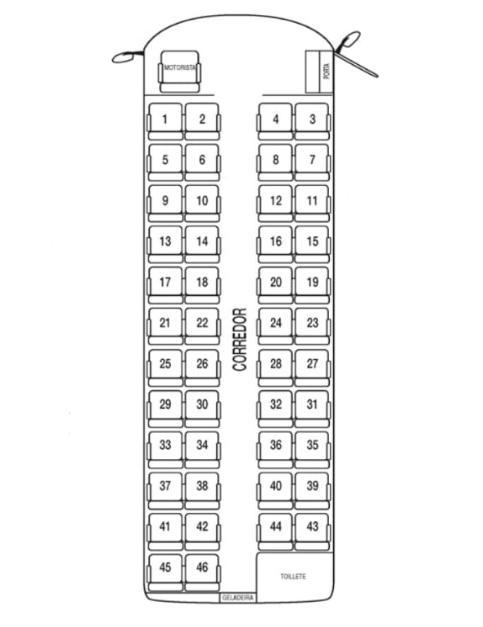 MOTORISTA PORTA
1 2 4 3
5 6 8 7
9 10 12 11
13 14 16 15
17 18 20 19
21 22 24 23
CORREDOR
25 26 28 27
29 30 32 31
33 34 36 35
37 38 40 39
41 42 44 43
45 46
TOILLETE
GELADEIRA